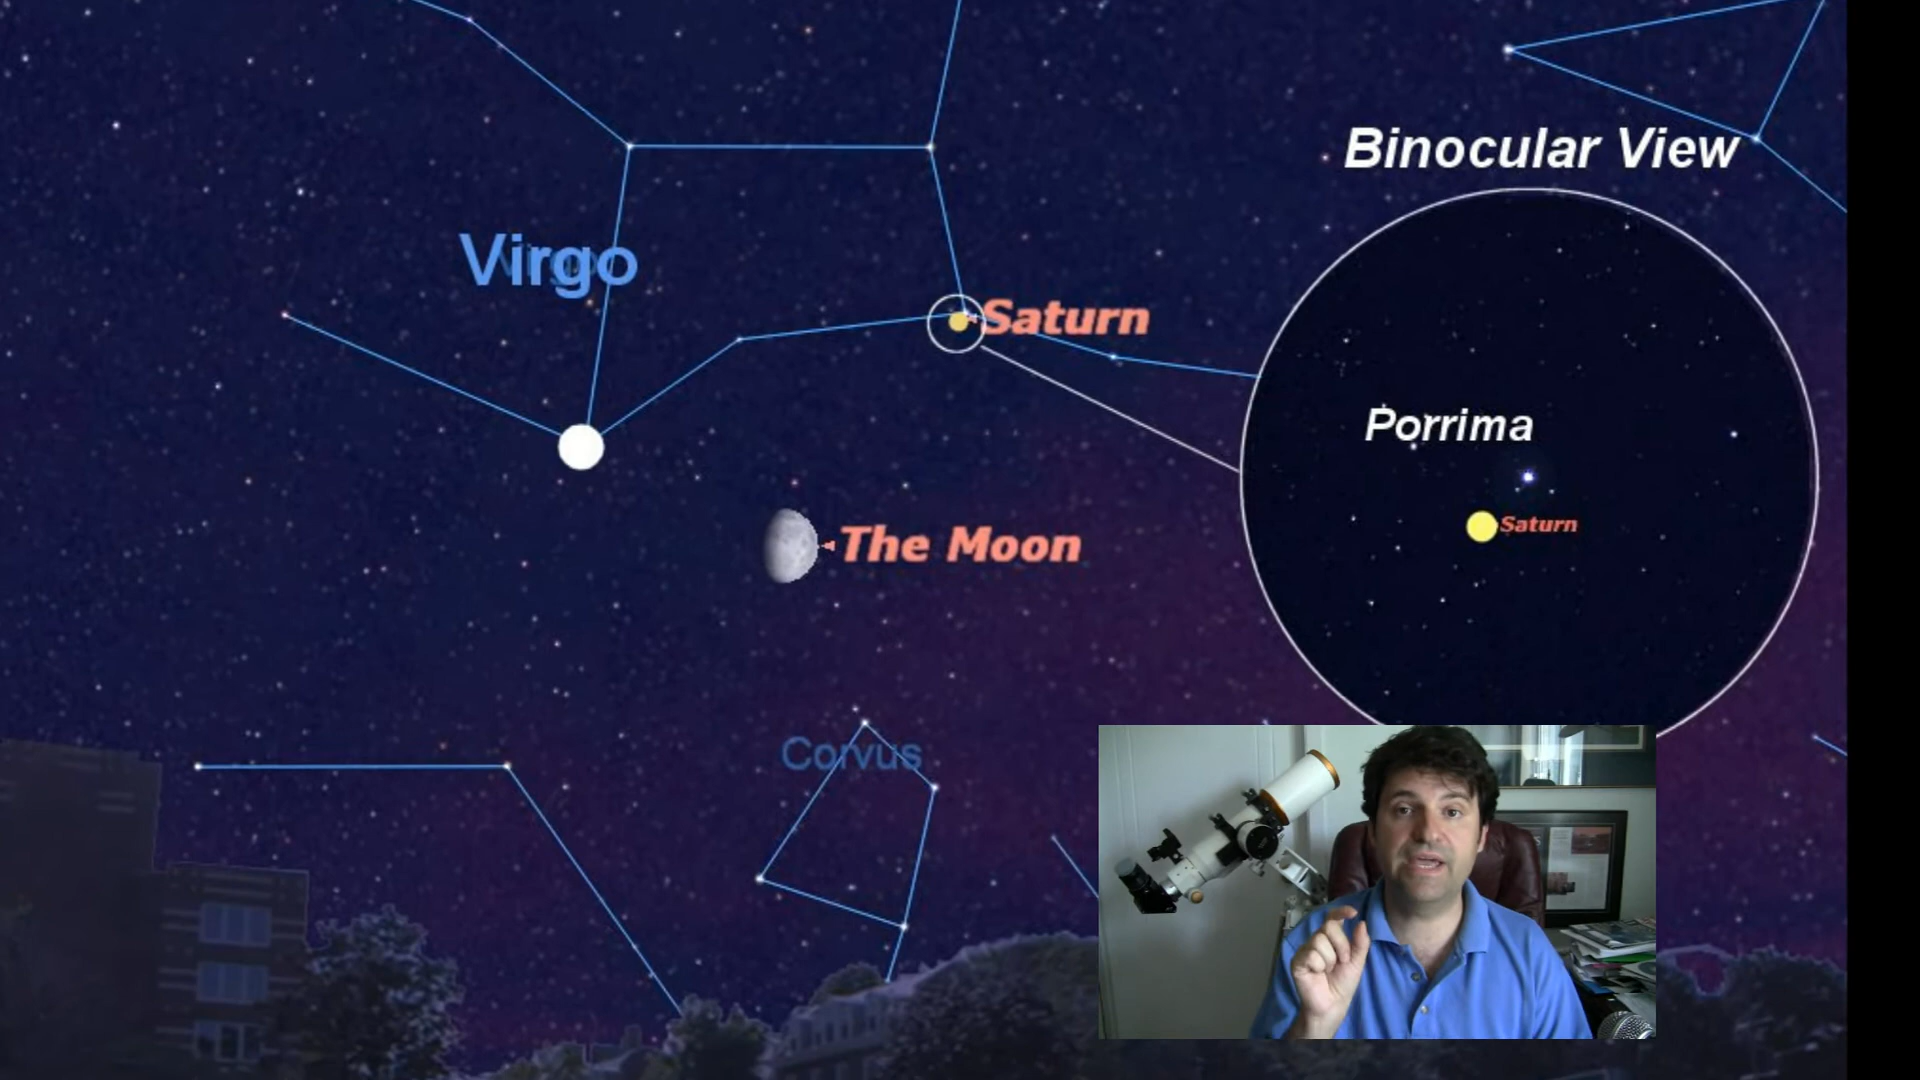 Binocular View
Virgo
Saturn
Porrima
Saturn
The Moon
Corvus